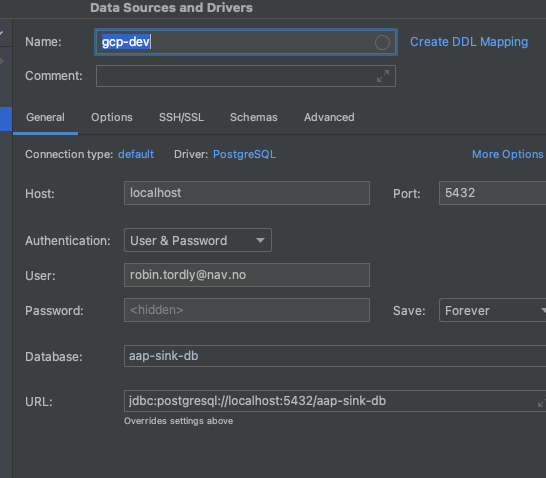 Data Sources and Drivers
Name: gcp-dev Create DDL Mapping
Comment:
General Options SSH/SSL Schemas Advanced
Connection type: default Driver: PostgreSQL More Options
Host: localhost Port: 5432
Authentication: User & Password
User: robin.tordly@nav.no
Password: <hidden> Save: Forever
Database: aap-sink-db
URL: jdbc:postgresql://localhost:5432/aap-sink-db
Overrides settings above